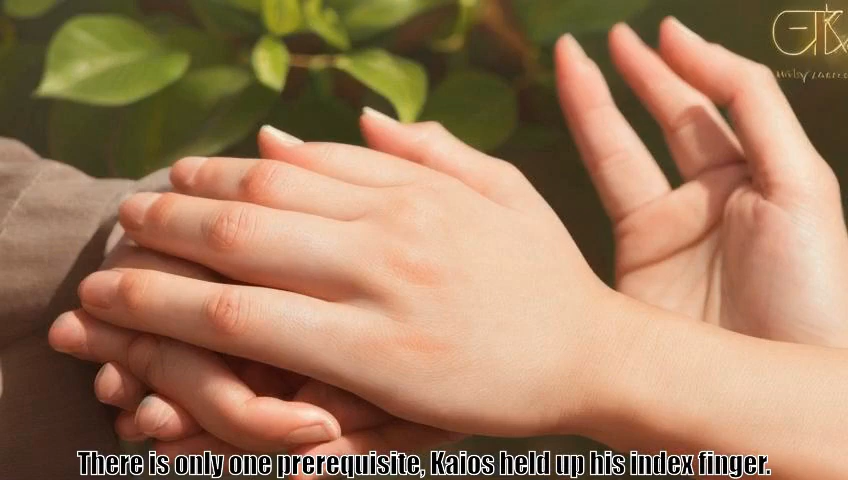 There is only one prerequisite, Kaios held up his index finger.